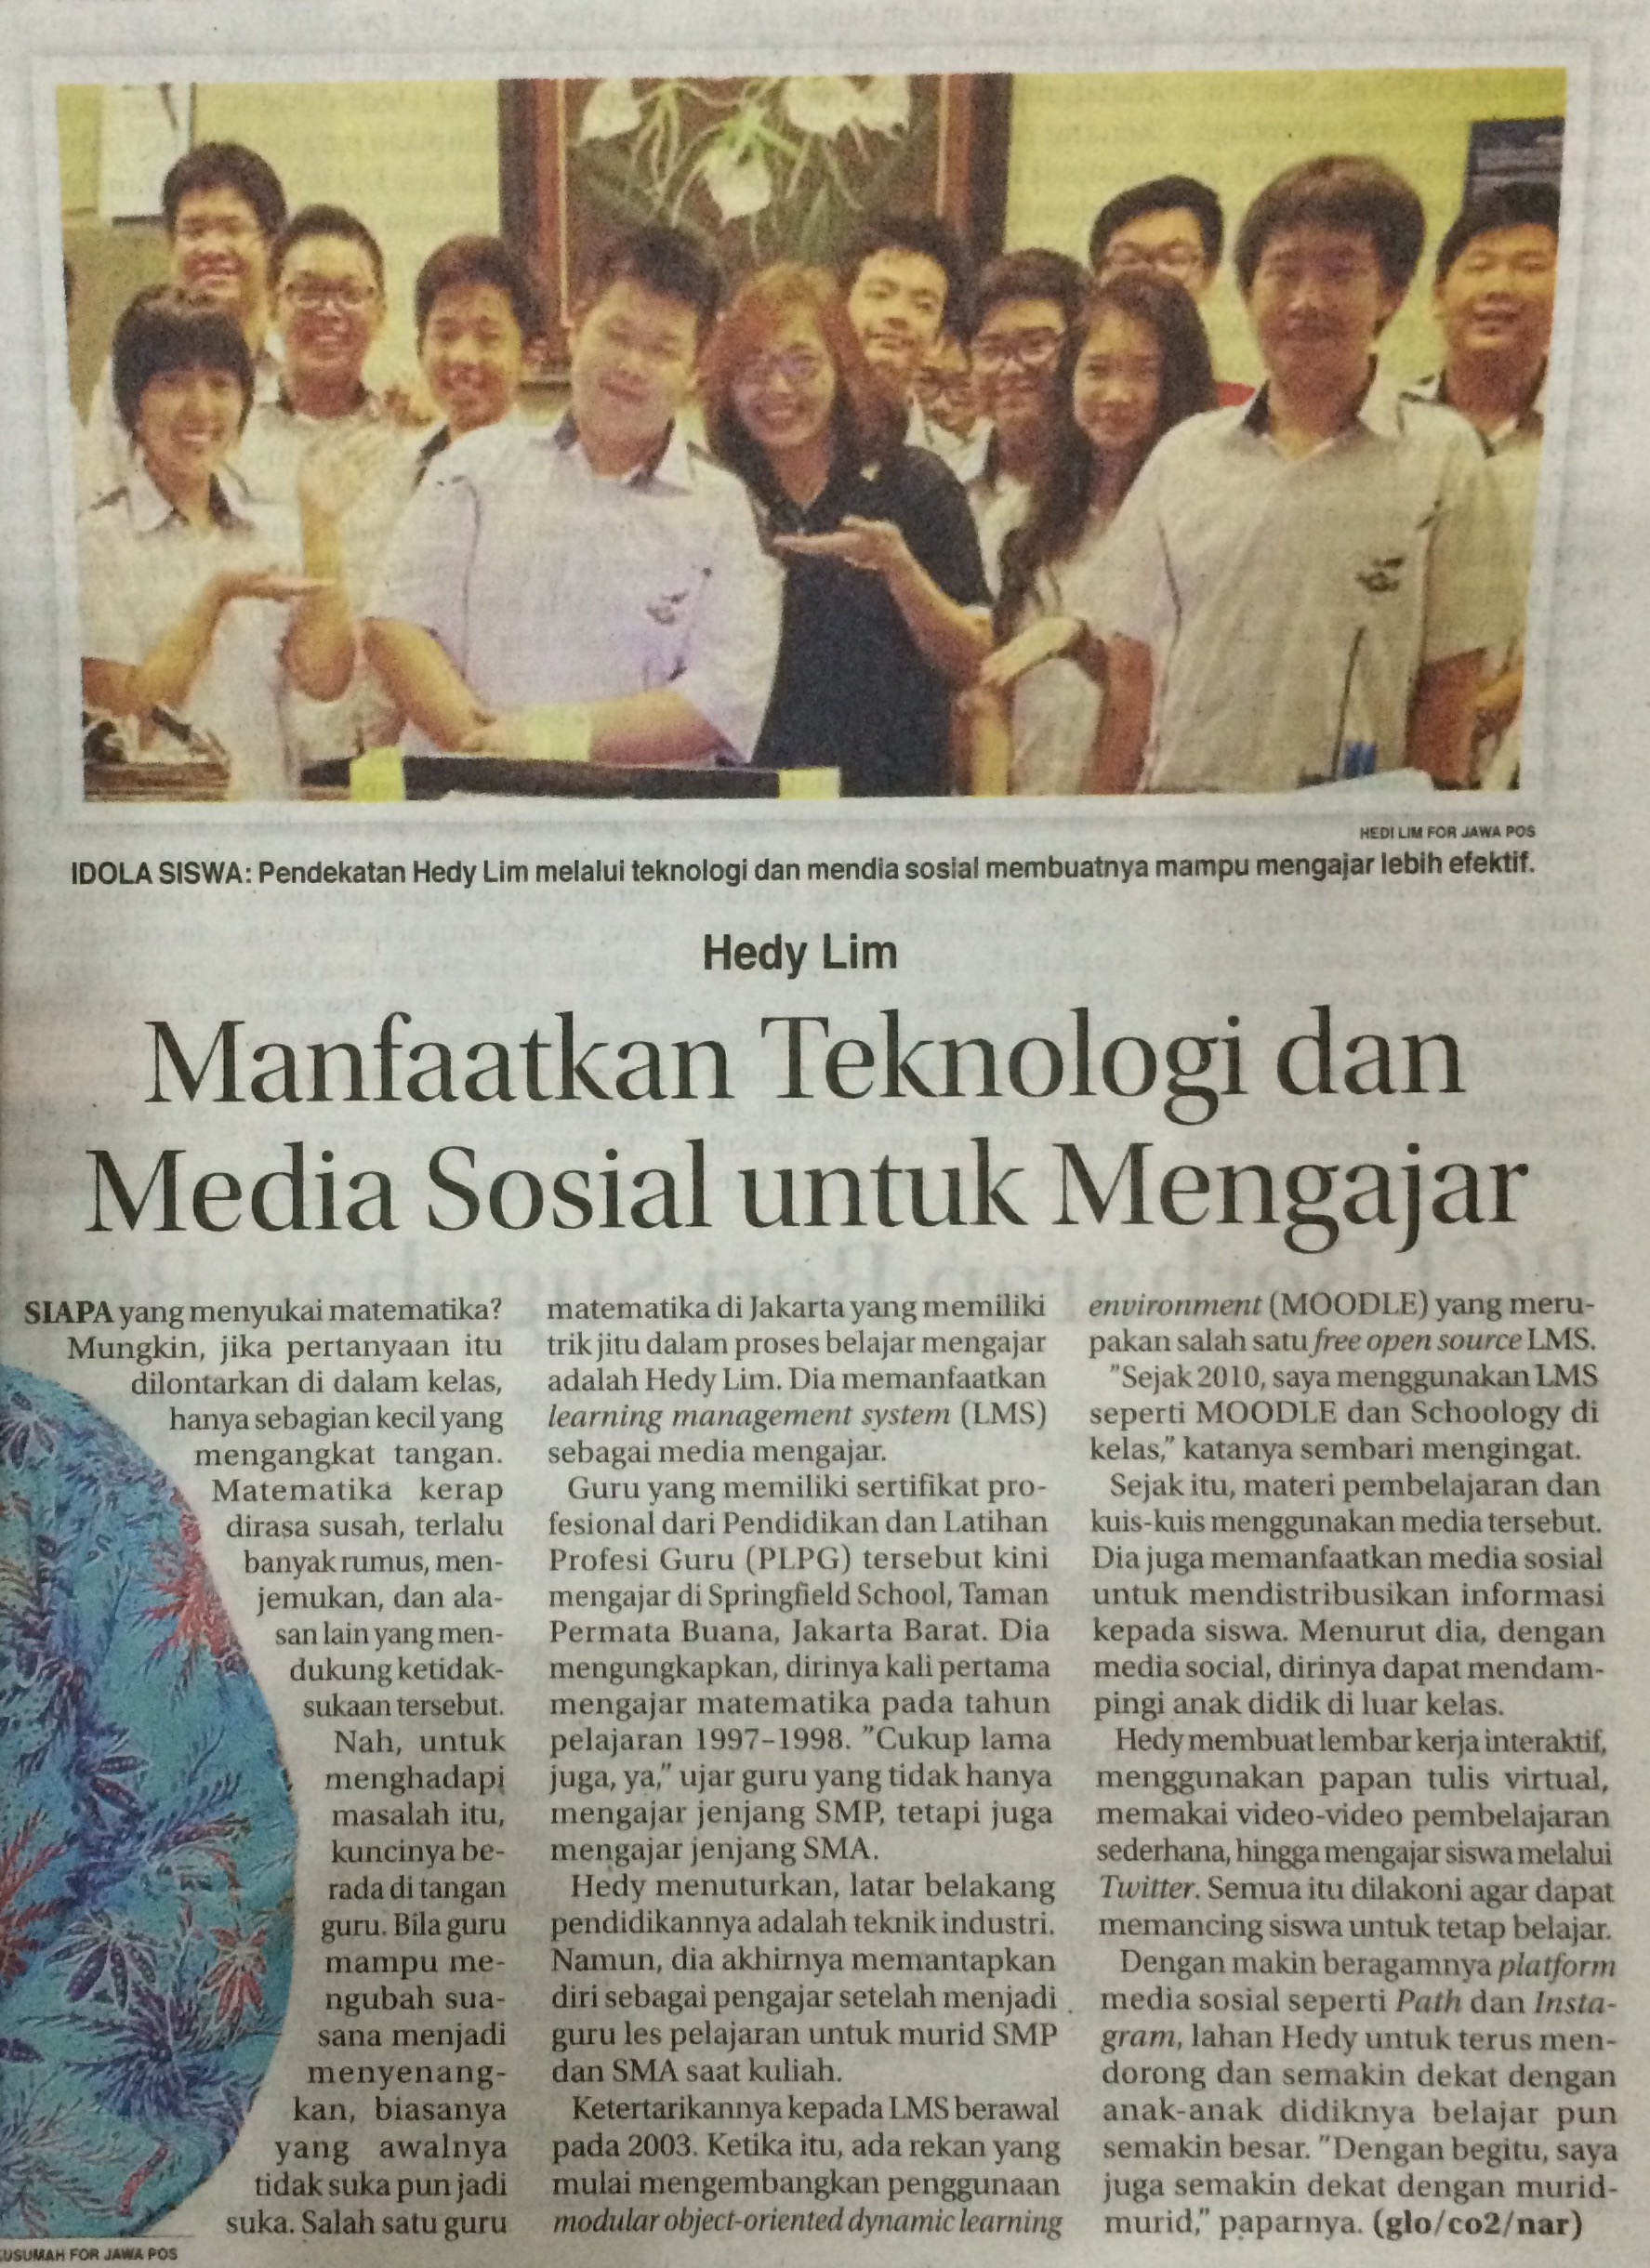 HEDI LIM FOR JAWA POS
IDOLA SISWA: Pendekatan Hedy Lim melalui teknologi dan mendia sosial membuatnya mampu mengajar lebih efektif.
Hedy Lim
Manfaatkan Teknologi dan
Media Sosial untuk Mengajar
SIAPA yang menyukai matematika?
Mungkin, jika pertanyaan itu
dilontarkan di dalam kelas,
hanya sebagian kecil yang
mengangkat tangan.
Matematika kerap
dirasa susah, terlalu
banyak rumus, men-
jemukan, dan ala-
san lain yang men-
dukung ketidak-
sukaan tersebut.
Nah, untuk
menghadapi
masalah itu,
kuncinya be-
rada di tangan
guru. Bila guru
mampu me-
ngubah sua-
sana menjadi
menyenang-
kan, biasanya
yang awalnya
tidak suka pun jadi
suka. Salah satu guru
matematika di Jakarta yang memiliki
trik jitu dalam proses belajar mengajar
adalah Hedy Lim. Dia memanfaatkan
learning management system (LMS)
sebagai media mengajar.
Guru yang memiliki sertifikat pro-
fesional dari Pendidikan dan Latihan
Profesi Guru (PLPG) tersebut kini
mengajar di Springfield School, Taman
Permata Buana, Jakarta Barat. Dia
mengungkapkan, dirinya kali pertama
mengajar matematika pada tahun
pelajaran 1997–1998. ”Cukup lama
juga, ya,” ujar guru yang tidak hanya
mengajar jenjang SMP, tetapi juga
mengajar jenjang SMA.
Hedy menuturkan, latar belakang
pendidikannya adalah teknik industri.
Namun, dia akhirnya memantapkan
diri sebagai pengajar setelah menjadi
guru les pelajaran untuk murid SMP
dan SMA saat kuliah.
Ketertarikannya kepada LMS berawal
pada 2003. Ketika itu, ada rekan yang
mulai mengembangkan penggunaan
modular object-oriented dynamic learning
environment (MOODLE) yang meru-
pakan salah satu free open source LMS.
”Sejak 2010, saya menggunakan LMS
seperti MOODLE dan Schoology di
kelas,” katanya sembari mengingat.
Sejak itu, materi pembelajaran dan
kuis-kuis menggunakan media tersebut.
Dia juga memanfaatkan media sosial
untuk mendistribusikan informasi
kepada siswa. Menurut dia, dengan
media social, dirinya dapat mendam-
pingi anak didik di luar kelas.
Hedy membuat lembar kerja interaktif,
menggunakan papan tulis virtual,
memakai video-video pembelajaran
sederhana, hingga mengajar siswa melalui
Twitter. Semua itu dilakoni agar dapat
memancing siswa untuk tetap belajar.
Dengan makin beragamnya platform
media sosial seperti Path dan Insta-
gram, lahan Hedy untuk terus men-
dorong dan semakin dekat dengan
anak-anak didiknya belajar pun
semakin besar. ”Dengan begitu, saya
juga semakin dekat dengan murid-
murid,” paparnya. (glo/co2/nar)
FOR JAWA POS